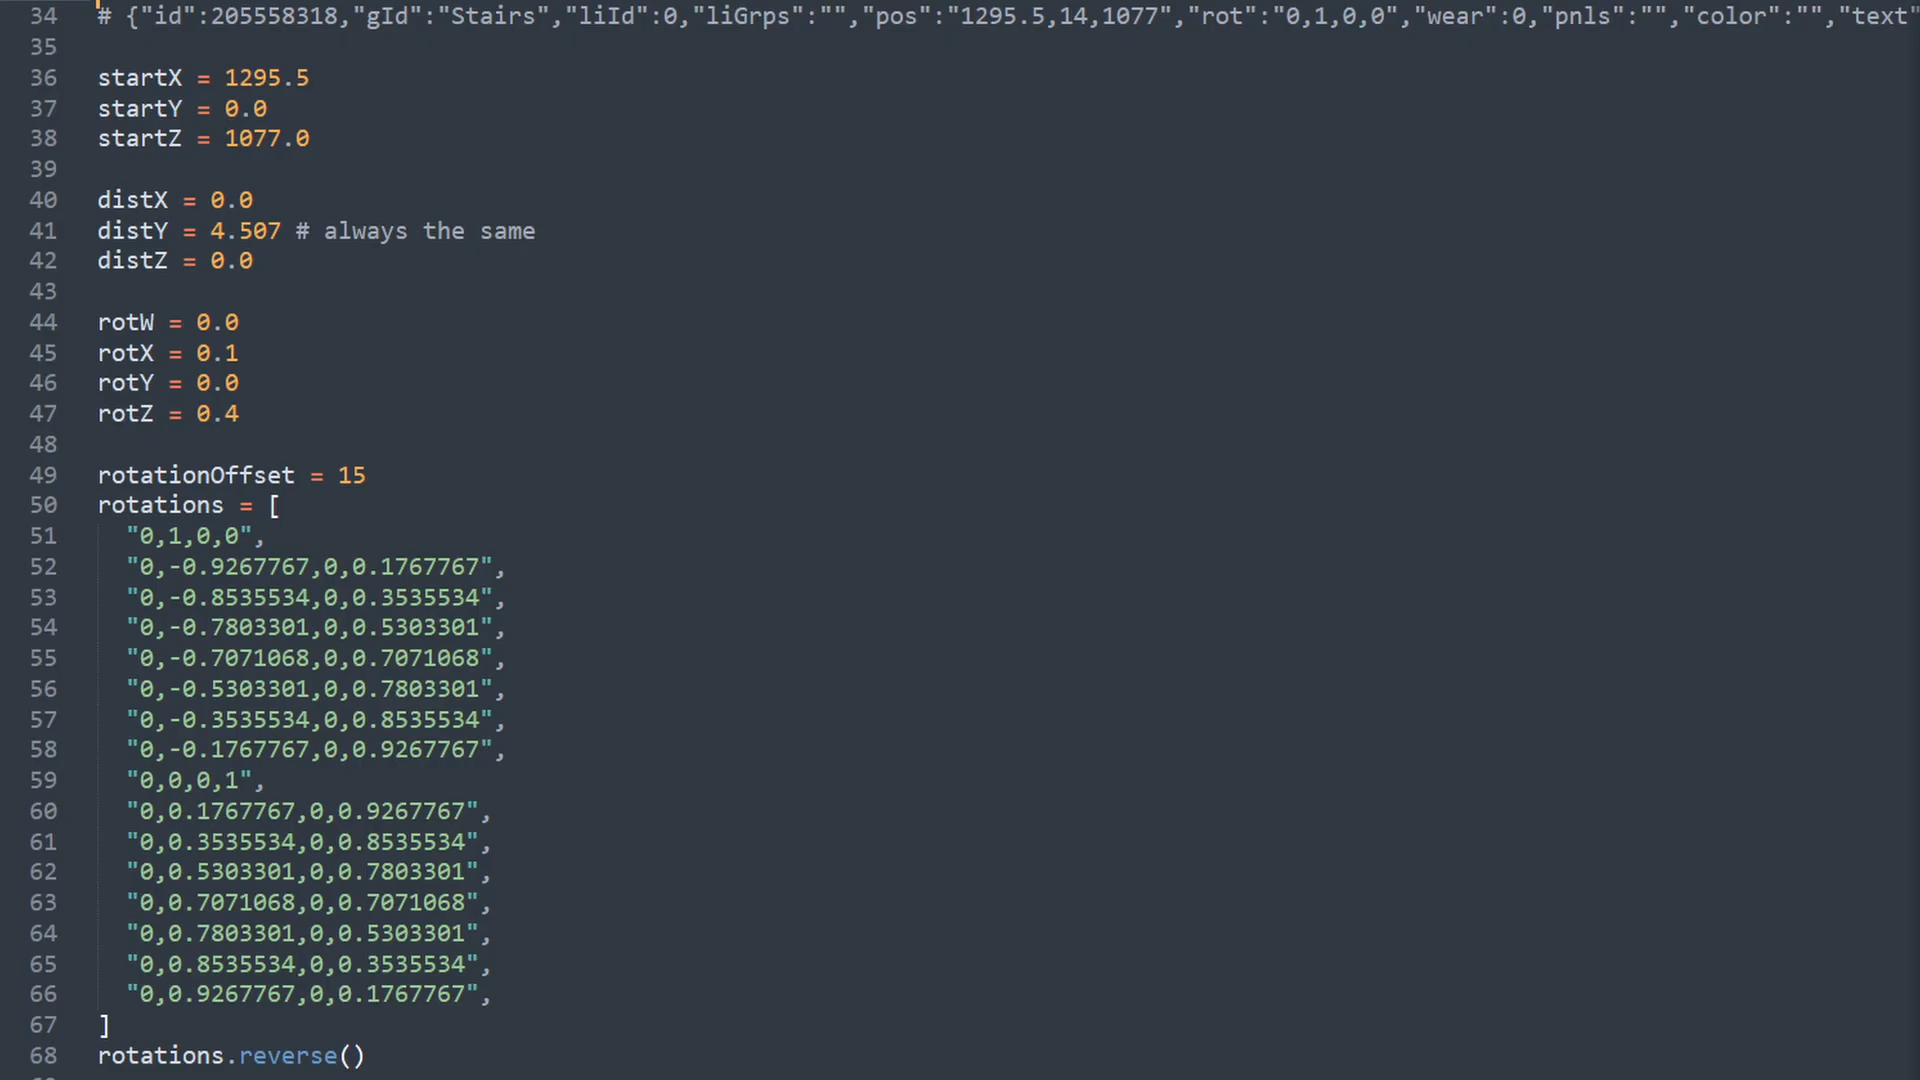 34 # {"id":205558318,"gId":"Stairs","liId":0,"liGrps":"","pos":"1295.5,14,1077","rot":"0,1,0,0","wear":0,"pnls":"","color":"","text"
35
36 startX = 1295.5
37 startY = 0.0
38 startZ = 1077.0
39
40 distX = 0.0
41 distY = 4.507 # always the same
42 distZ = 0.0
43
44 rotW = 0.0
45 rotX = 0.1
46 rotY = 0.0
47 rotZ = 0.4
48
49 rotationOffset = 15
50 rotations = [
51 "0,1,0,0",
52 "0,-0.9267767,0,0.1767767",
53 "0,-0.8535534,0,0.3535534",
54 "0,-0.7803301,0,0.5303301",
55 "0,-0.7071068,0,0.7071068",
56 "0,-0.5303301,0,0.7803301",
57 "0,-0.3535534,0,0.8535534",
58 "0,-0.1767767,0,0.9267767",
59 "0,0,0,1",
60 "0,0.1767767,0,0.9267767",
61 "0,0.3535534,0,0.8535534",
62 "0,0.5303301,0,0.7803301",
63 "0,0.7071068,0,0.7071068",
64 "0,0.7803301,0,0.5303301",
65 "0,0.8535534,0,0.3535534",
66 "0,0.9267767,0,0.1767767",
67 ]
68 rotations.reverse()